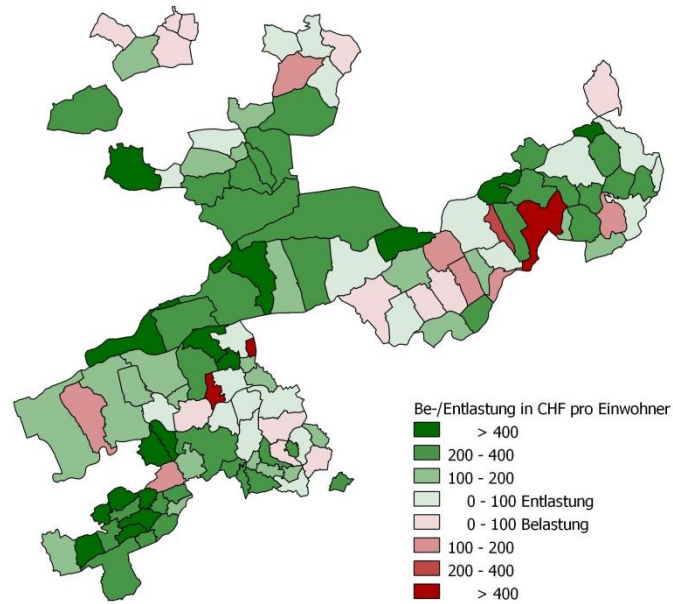 Be-/Entlastung in CHF pro Einwohner
> 400
200 - 400
100 - 200
0 - 100 Entlastung
0 - 100 Belastung
100 - 200
200 - 400
> 400